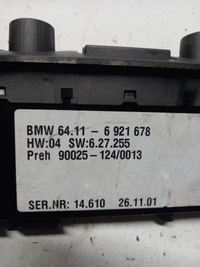 BMW 64.11 - 6 921 678
HW:04 SW:6.27.255
Preh 90025-124/0013
SER.NR: 14.610 26.11.01